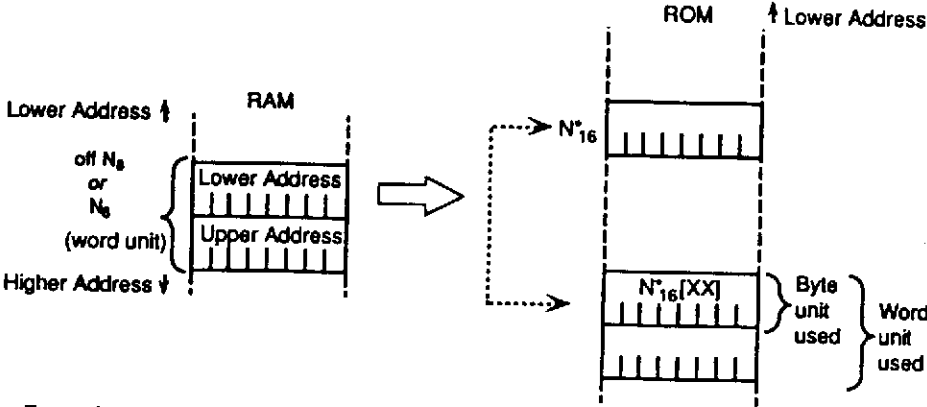 ROM
Lower Address
RAM
Lower Address
N*16
off N8
or
N8
(word unit)
Lower Address
Upper Address
Higher Address
N*16[XX]
Byte
unit
used
Word
unit
used